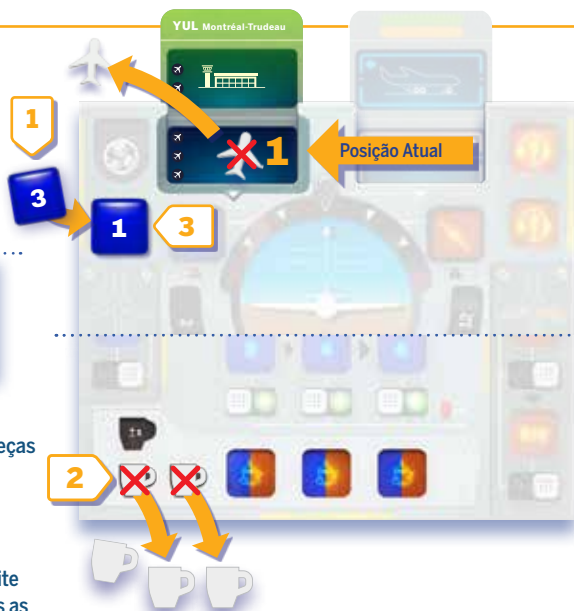 YUL Montréal-Trudeau
1
1
Posição Atual
3
1
3
eças
2
ite
s as